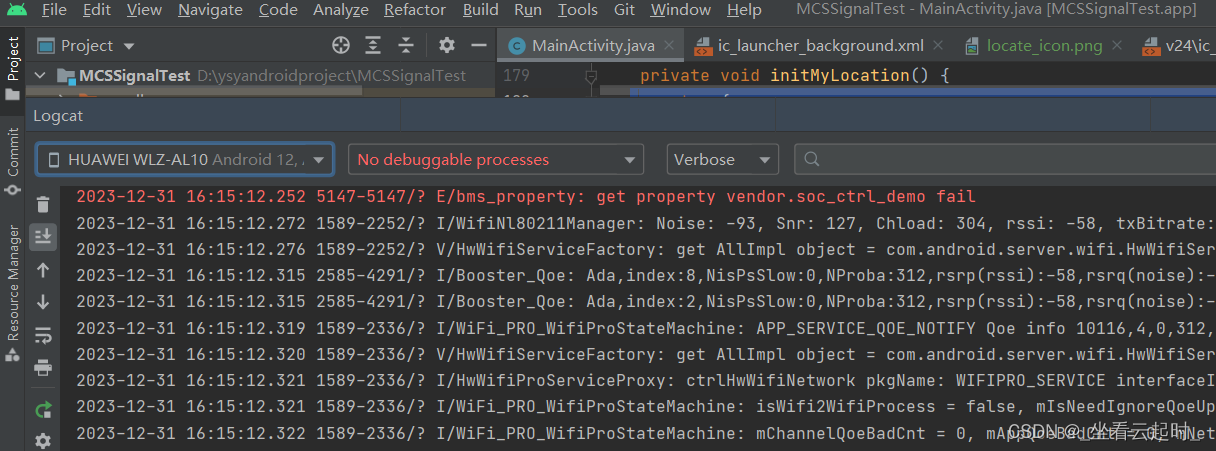 File Edit View Navigate Code Analyze Refactor Build Run Tools Git Window Help MCSSignalTest - MainActivity.java [MCSSignalTest.app]
Project
Project
MainActivity.java
ic_launcher_background.xml
locate_icon.png
v24\ic_
MCSSignalTest D:\ysyandroidproject\MCSSignalTest
179 private void initMyLocation() {
Logcat
Commit
Resource Manager
HUAWEI WLZ-AL10 Android 12,
No debuggable processes
Verbose
2023-12-31 16:15:12.252 5147-5147/? E/bms_property: get property vendor.soc_ctrl_demo fail
2023-12-31 16:15:12.272 1589-2252/? I/WifiNl80211Manager: Noise: -93, Snr: 127, Chload: 304, rssi: -58, txBitrate:
2023-12-31 16:15:12.276 1589-2252/? V/HwWifiServiceFactory: get AllImpl object = com.android.server.wifi.HwWifiSer
2023-12-31 16:15:12.315 2585-4291/? I/Booster_Qoe: Ada,index:8,NisPsSlow:0,NProba:312,rsrp(rssi):-58,rsrq(noise):-
2023-12-31 16:15:12.315 2585-4291/? I/Booster_Qoe: Ada,index:2,NisPsSlow:0,NProba:312,rsrp(rssi):-58,rsrq(noise):-
2023-12-31 16:15:12.319 1589-2336/? I/WiFi_PRO_WifiProStateMachine: APP_SERVICE_QOE_NOTIFY Qoe info 10116,4,0,312,
2023-12-31 16:15:12.320 1589-2336/? V/HwWifiServiceFactory: get AllImpl object = com.android.server.wifi.HwWifiSer
2023-12-31 16:15:12.321 1589-2336/? I/HwWifiProServiceProxy: ctrlHwWifiNetwork pkgName: WIFIPRO_SERVICE interfaceI
2023-12-31 16:15:12.321 1589-2336/? I/WiFi_PRO_WifiProStateMachine: isWifi2WifiProcess = false, mIsNeedIgnoreQoeUp
2023-12-31 16:15:12.322 1589-2336/? I/WiFi_PRO_WifiProStateMachine: mChannelQoeBadCnt = 0, mAppQoeBadCnt = 0, mNet
CSDN @_坐看云起时_